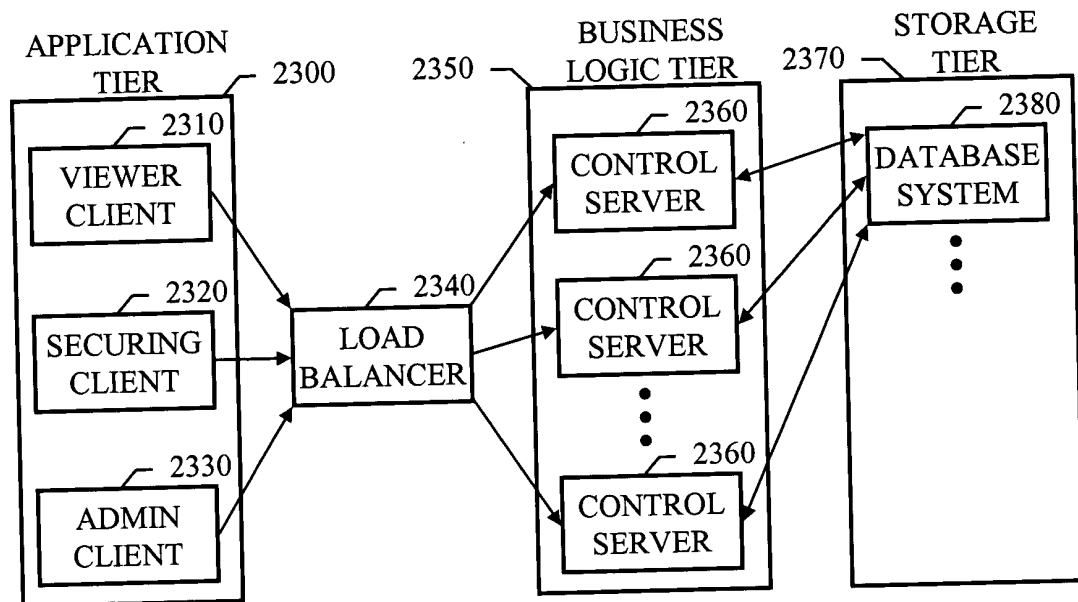 APPLICATION
TIER
2300
2310
VIEWER
CLIENT
2320
SECURING
CLIENT
2330
ADMIN
CLIENT
2340
LOAD
BALANCER
BUSINESS
LOGIC TIER
2350
2360
CONTROL
SERVER
2360
CONTROL
SERVER
2360
CONTROL
SERVER
STORAGE
TIER
2370
2380
DATABASE
SYSTEM